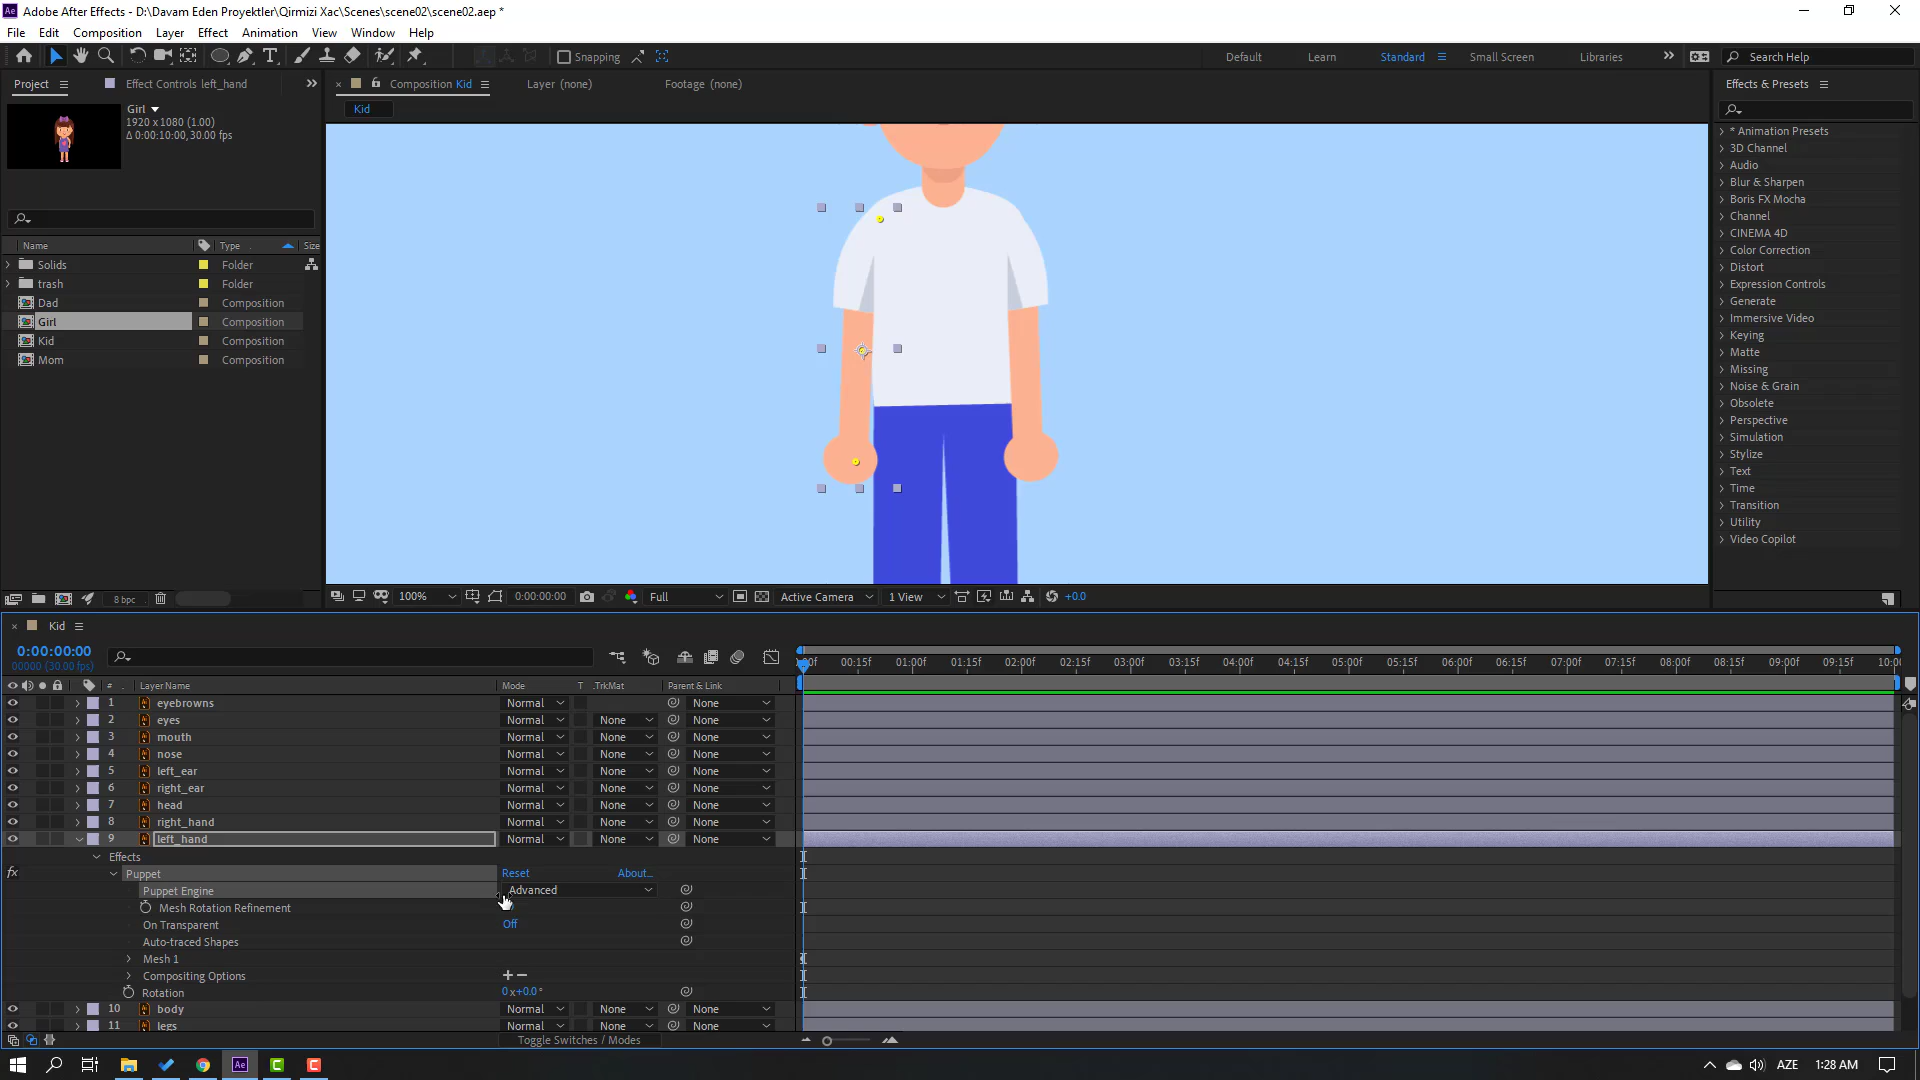 Adobe After Effects - D:\Davam Eden Proyektler\Qirmizi Xac\Scenes\scene02\scene02.aep *
File Edit Composition Layer Effect Animation View Window Help
Snapping Default Learn Standard Small Screen Libraries Search Help
Project Effect Controls left_hand Composition Kid Layer (none) Footage (none) Effects & Presets
Kid
Girl
1920 x 1080 (1.00)
Δ 0:00:10:00, 30.00 fps
Name Type Size
Solids Folder
trash Folder
Dad Composition
Girl Composition
Kid Composition
Mom Composition
8 bpc
100% 0:00:00:00 Full Active Camera 1 View +0.0
* Animation Presets
3D Channel
Audio
Blur & Sharpen
Boris FX Mocha
Channel
CINEMA 4D
Color Correction
Distort
Expression Controls
Generate
Immersive Video
Keying
Matte
Missing
Noise & Grain
Obsolete
Perspective
Simulation
Stylize
Text
Time
Transition
Utility
Video Copilot
Kid
0:00:00:00
00000 (30.00 fps)
:00f 00:15f 01:00f 01:15f 02:00f 02:15f 03:00f 03:15f 04:00f 04:15f 05:00f 05:15f 06:00f 06:15f 07:00f 07:15f 08:00f 08:15f 09:00f 09:15f 10:0
# Layer Name Mode T .TrkMat Parent & Link
1 eyebrowns Normal None
2 eyes Normal None None
3 mouth Normal None None
4 nose Normal None None
5 left_ear Normal None None
6 right_ear Normal None None
7 head Normal None None
8 right_hand Normal None None
9 left_hand Normal None None
Effects
fx Puppet Reset About...
Puppet Engine Advanced
Mesh Rotation Refinement
On Transparent Off
Auto-traced Shapes
Mesh 1
Compositing Options + −
Rotation 0x+0.0°
10 body Normal None None
11 legs Normal None None
Toggle Switches / Modes
AZE 1:28 AM